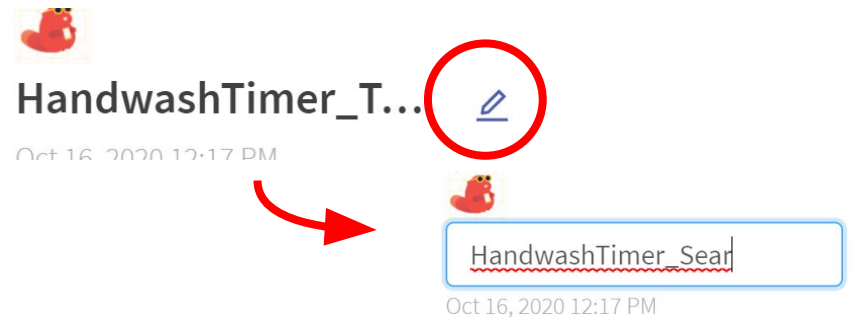 HandwashTimer_T...
Oct 16, 2020 12:17 PM
HandwashTimer_Sear
Oct 16, 2020 12:17 PM